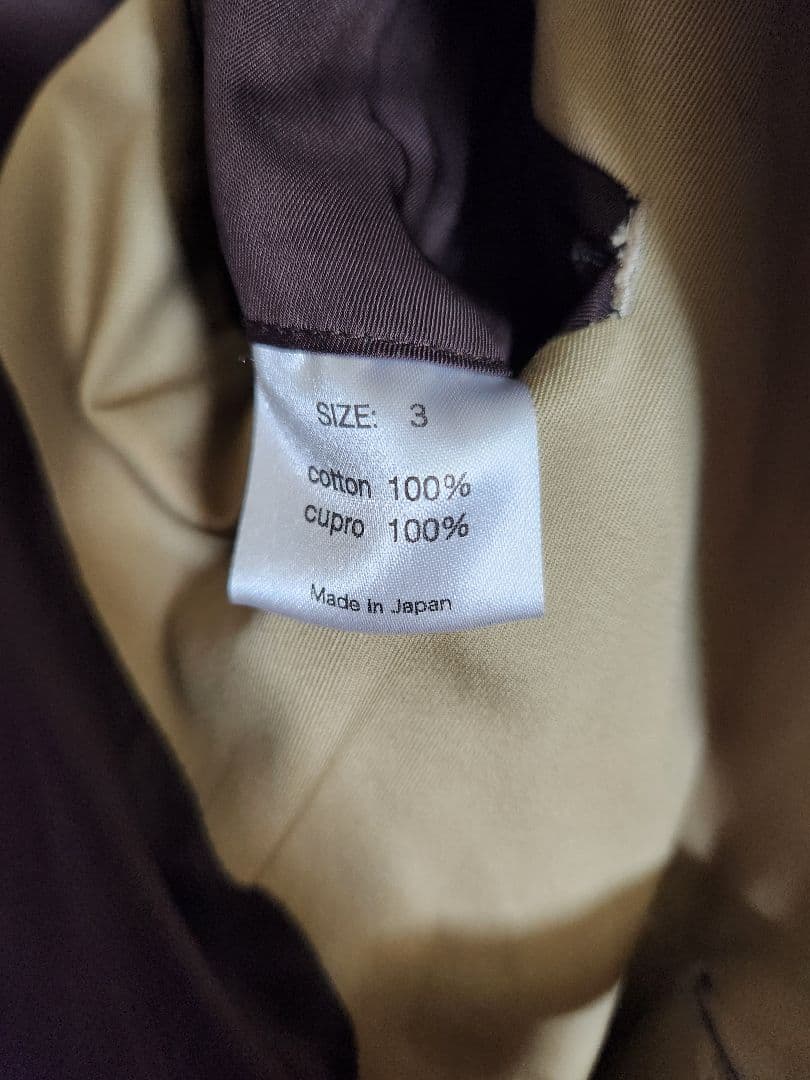 SIZE: 3
cotton 100%
cupro 100%
Made in Japan